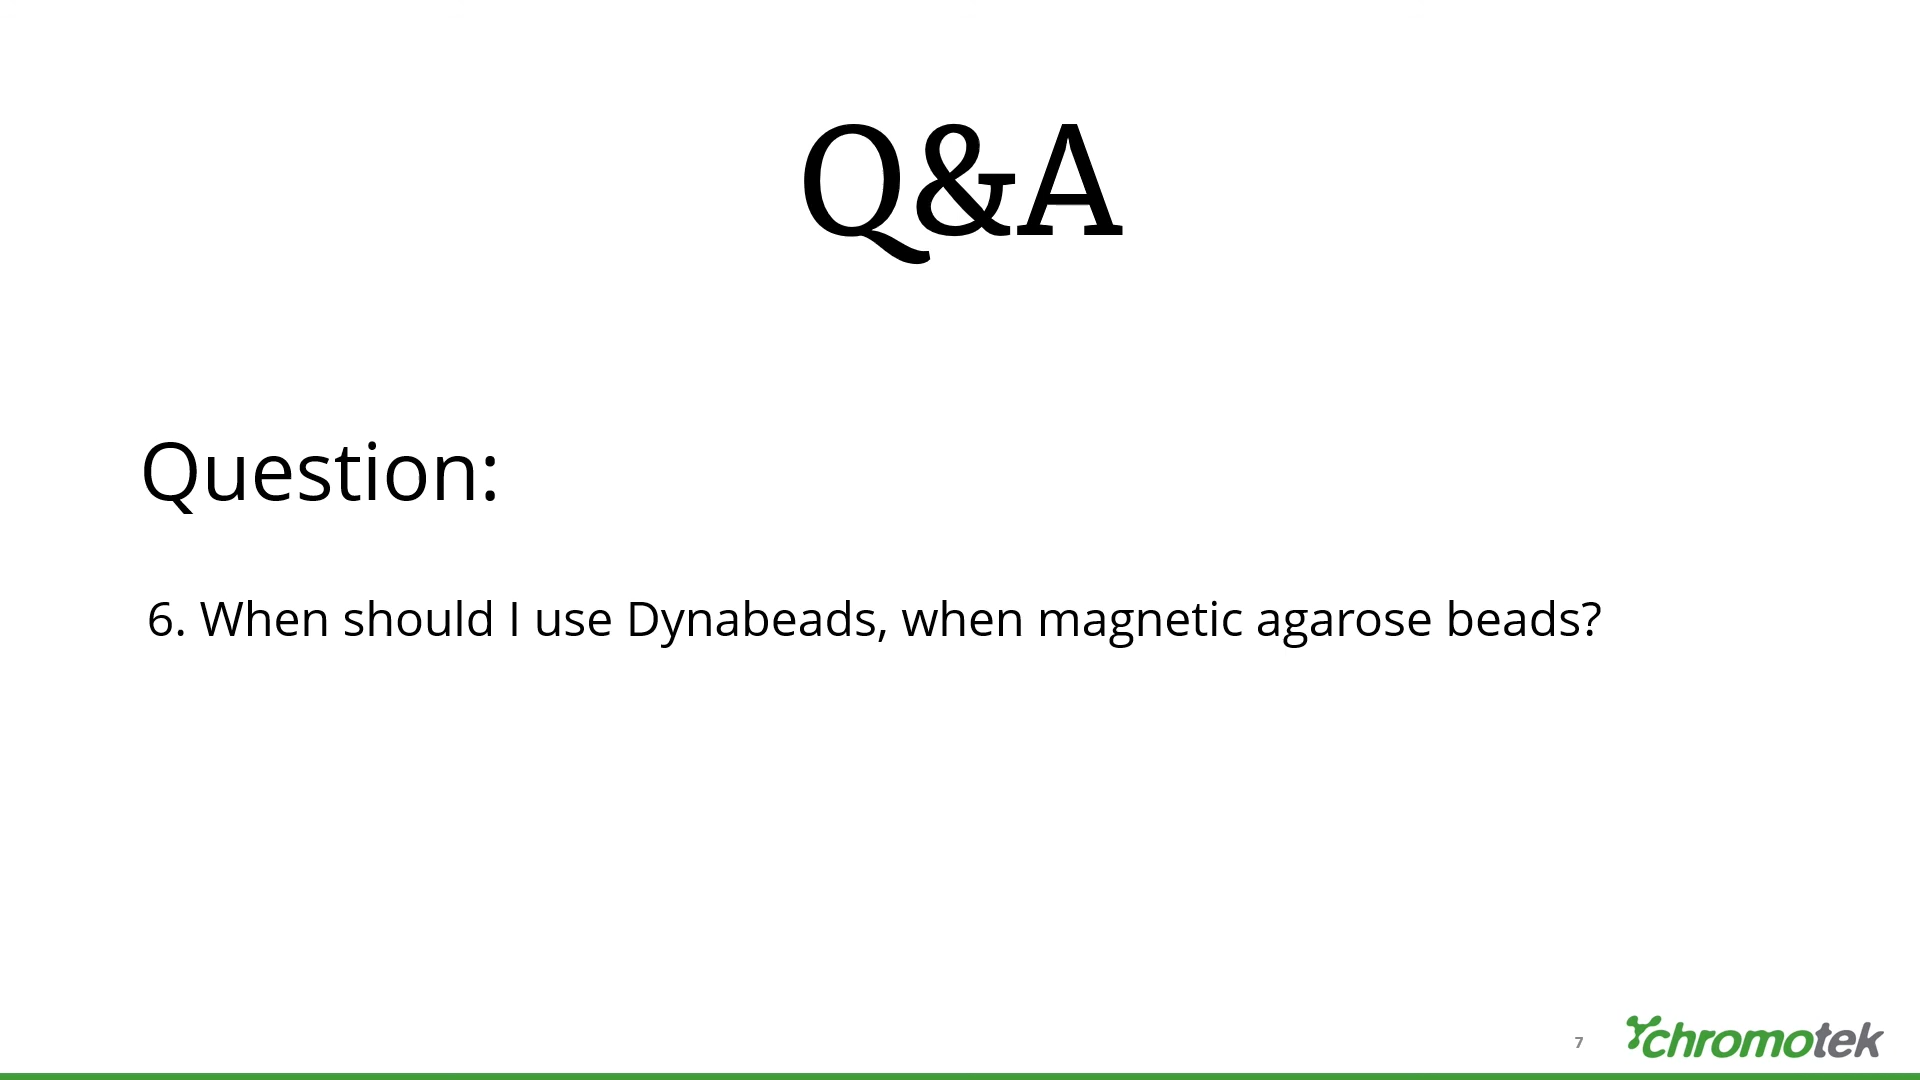 Q&A
Question:
6. When should I use Dynabeads, when magnetic agarose beads?
7
chromotek